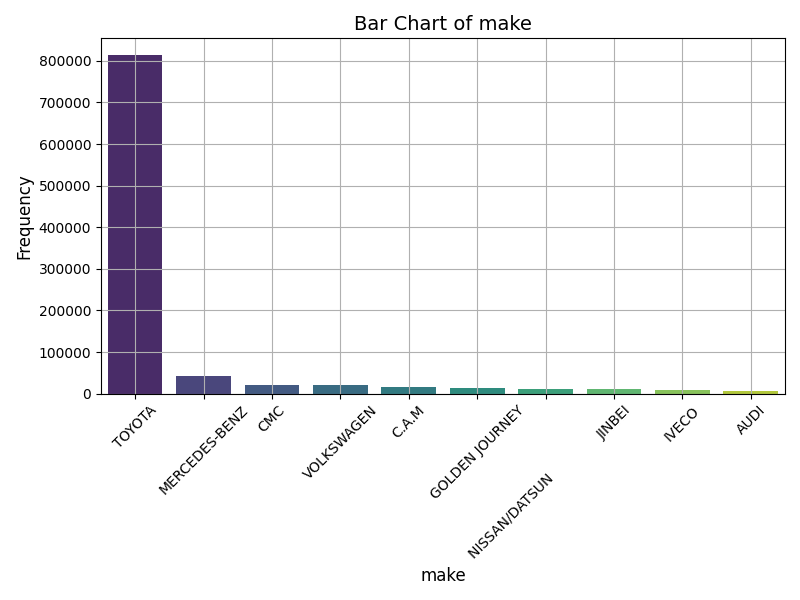 Bar Chart of make
Frequency
800000
700000
600000
500000
400000
300000
200000
100000
0
TOYOTA
MERCEDES-BENZ
CMC
VOLKSWAGEN
C.A.M
GOLDEN JOURNEY
NISSAN/DATSUN
JINBEI
IVECO
AUDI
make